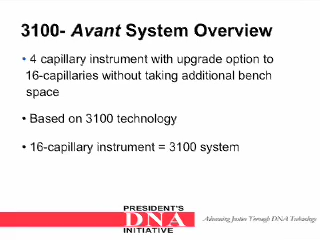 3100- Avant System Overview
• 4 capillary instrument with upgrade option to
16-capillaries without taking additional bench
space
• Based on 3100 technology
• 16-capillary instrument = 3100 system
PRESIDENT'S
DNA
INITIATIVE
Advancing Justice Through DNA Technology